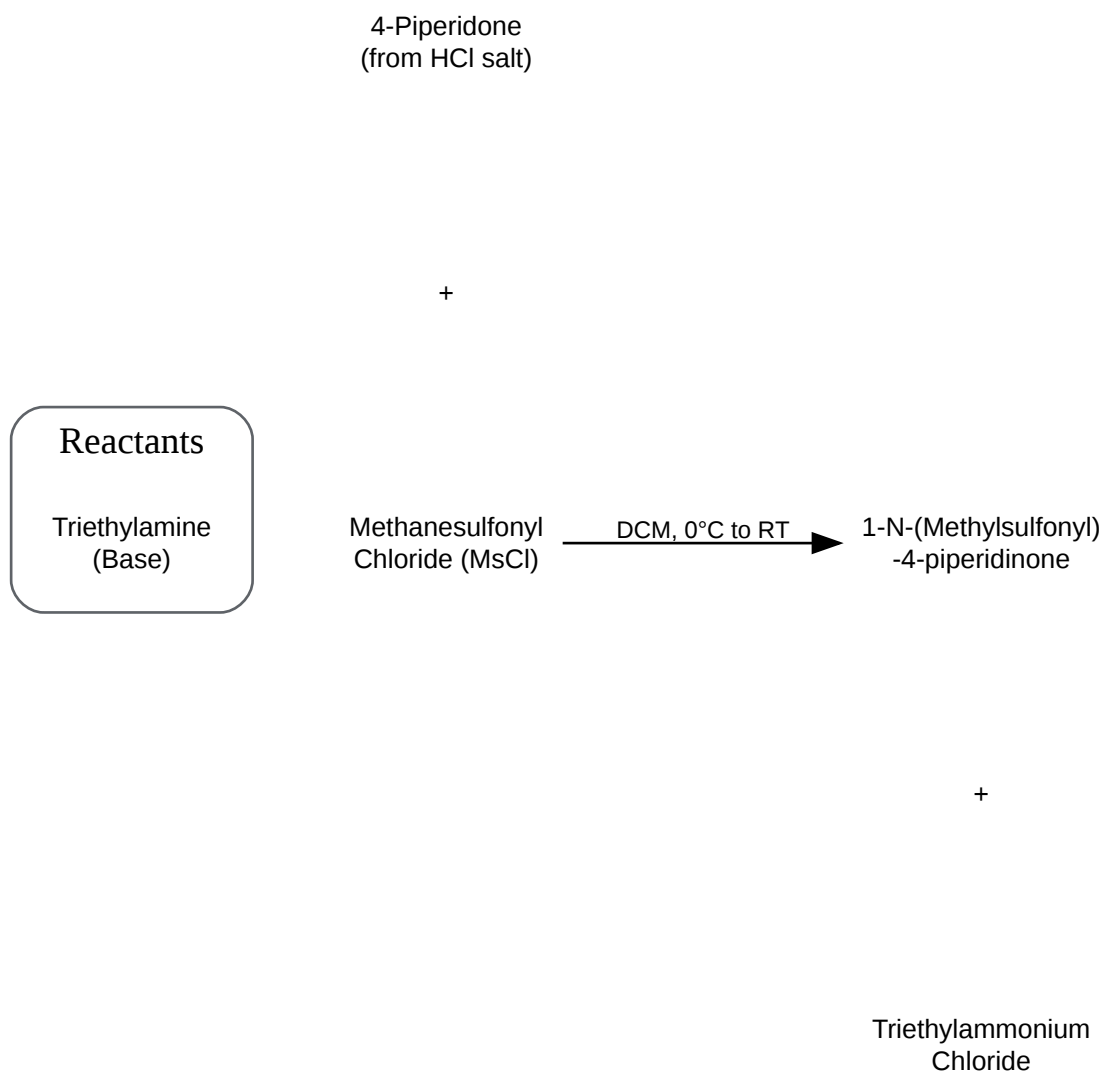 4-Piperidone
(from HCl salt)
+
Reactants
Triethylamine
(Base)
Methanesulfonyl
Chloride (MsCl)
DCM, 0°C to RT
1-N-(Methylsulfonyl)
-4-piperidinone
+
Triethylammonium
Chloride